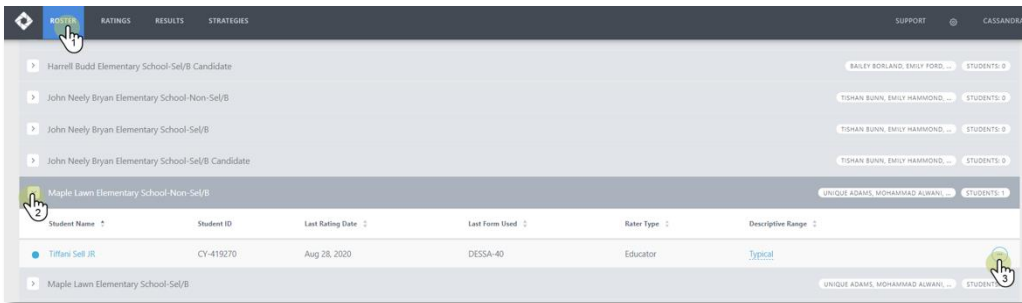 ROSTER RATINGS RESULTS STRATEGIES SUPPORT CASSANDRA
1
Harrell Budd Elementary School-Sel/B Candidate BAILEY BORLAND, EMILY FORD, ... STUDENTS: 0
John Neely Bryan Elementary School-Non-Sel/B TISHAN BUNN, EMILY HAMMOND, ... STUDENTS: 0
John Neely Bryan Elementary School-Sel/B TISHAN BUNN, EMILY HAMMOND, ... STUDENTS: 0
John Neely Bryan Elementary School-Sel/B Candidate TISHAN BUNN, EMILY HAMMOND, ... STUDENTS: 0
Maple Lawn Elementary School-Non-Sel/B UNIQUE ADAMS, MOHAMMAD ALWANI, ... STUDENTS: 1
2
Student Name Student ID Last Rating Date Last Form Used Rater Type Descriptive Range
Tiffani Sell JR CY-419270 Aug 28, 2020 DESSA-40 Educator Typical
3
Maple Lawn Elementary School-Sel/B UNIQUE ADAMS, MOHAMMAD ALWANI, ...